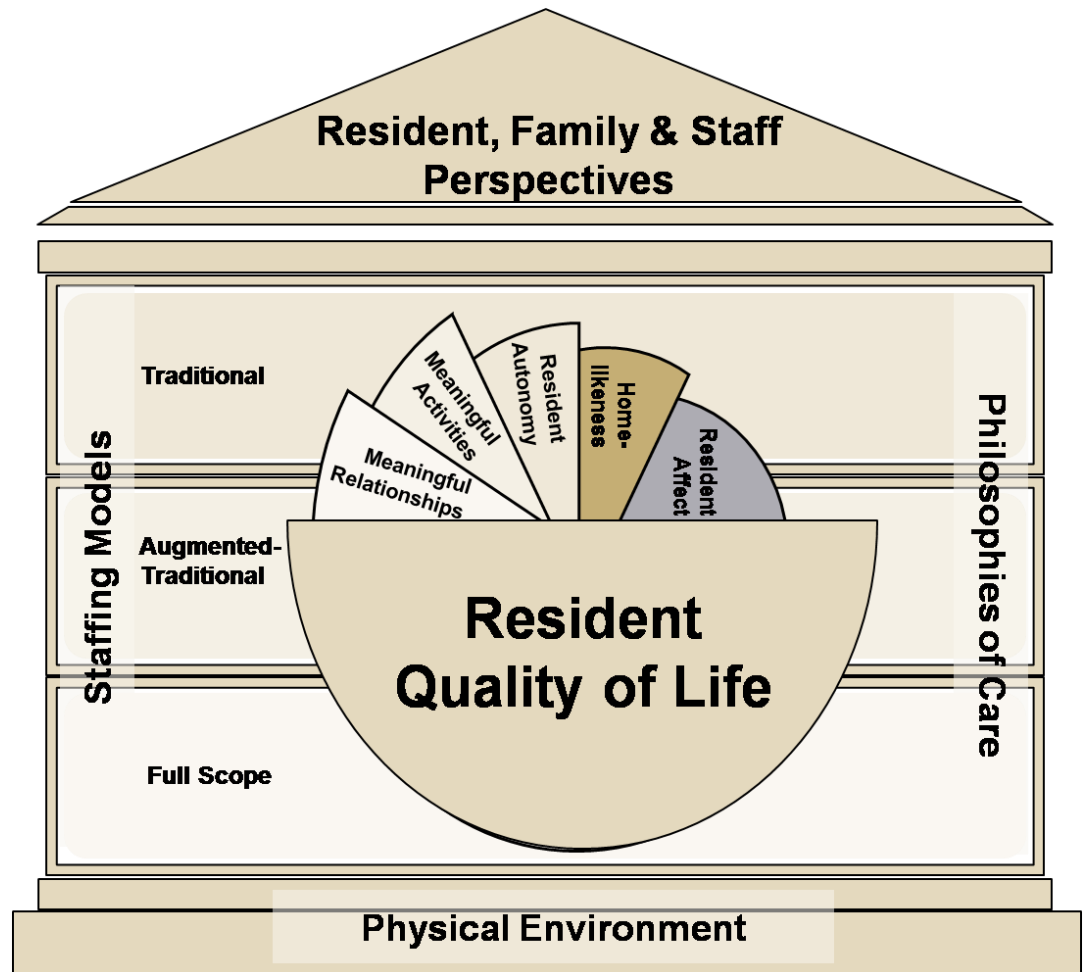 Resident, Family & Staff
Perspectives
Traditional
Augmented-
Traditional
Full Scope
Staffing Models
Meaningful
Relationships
Meaningful
Activities
Resident
Autonomy
Home-
likeness
Resident
Affect
Resident
Quality of Life
Philosophies of Care
Physical Environment